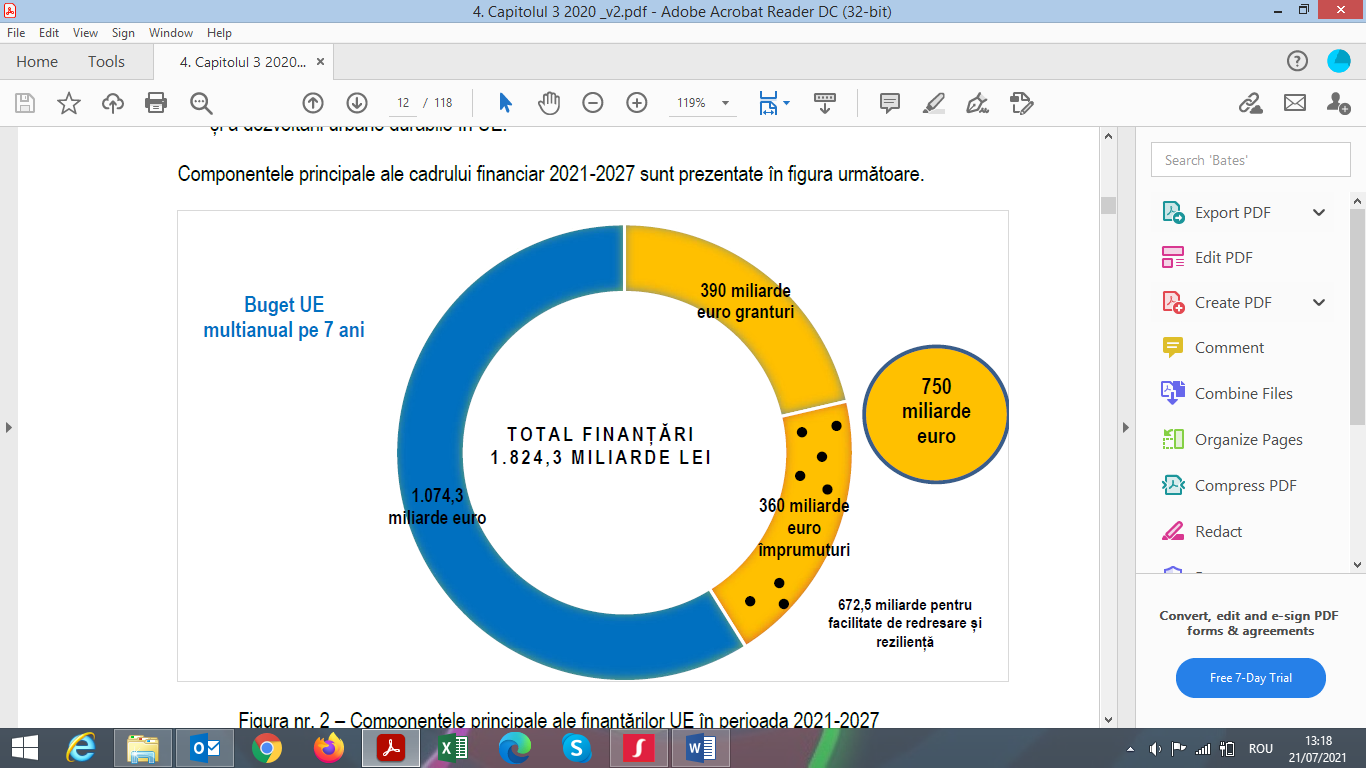 4. Capitolul 3 2020 _v2.pdf - Adobe Acrobat Reader DC (32-bit)
File Edit View Sign Window Help
Home Tools 4. Capitolul 3 2020... ×
12 / 118 119%
și a dezvoltării urbane durabile în UE.
Componentele principale ale cadrului financiar 2021-2027 sunt prezentate în figura următoare.
Buget UE
multianual pe 7 ani
390 miliarde
euro granturi
750
miliarde
euro
TOTAL FINANȚĂRI
1.824,3 MILIARDE LEI
1.074,3
miliarde euro
360 miliarde
euro
împrumuturi
672,5 miliarde pentru
facilitate de redresare și
reziliență
Figura nr. 2 – Componentele principale ale finanțărilor UE în perioada 2021-2027
Search 'Bates'
Export PDF
Edit PDF
Create PDF
Comment
Combine Files
Organize Pages
Compress PDF
Redact
Convert, edit and e-sign PDF
forms & agreements
Free 7-Day Trial
ROU
13:18
21/07/2021